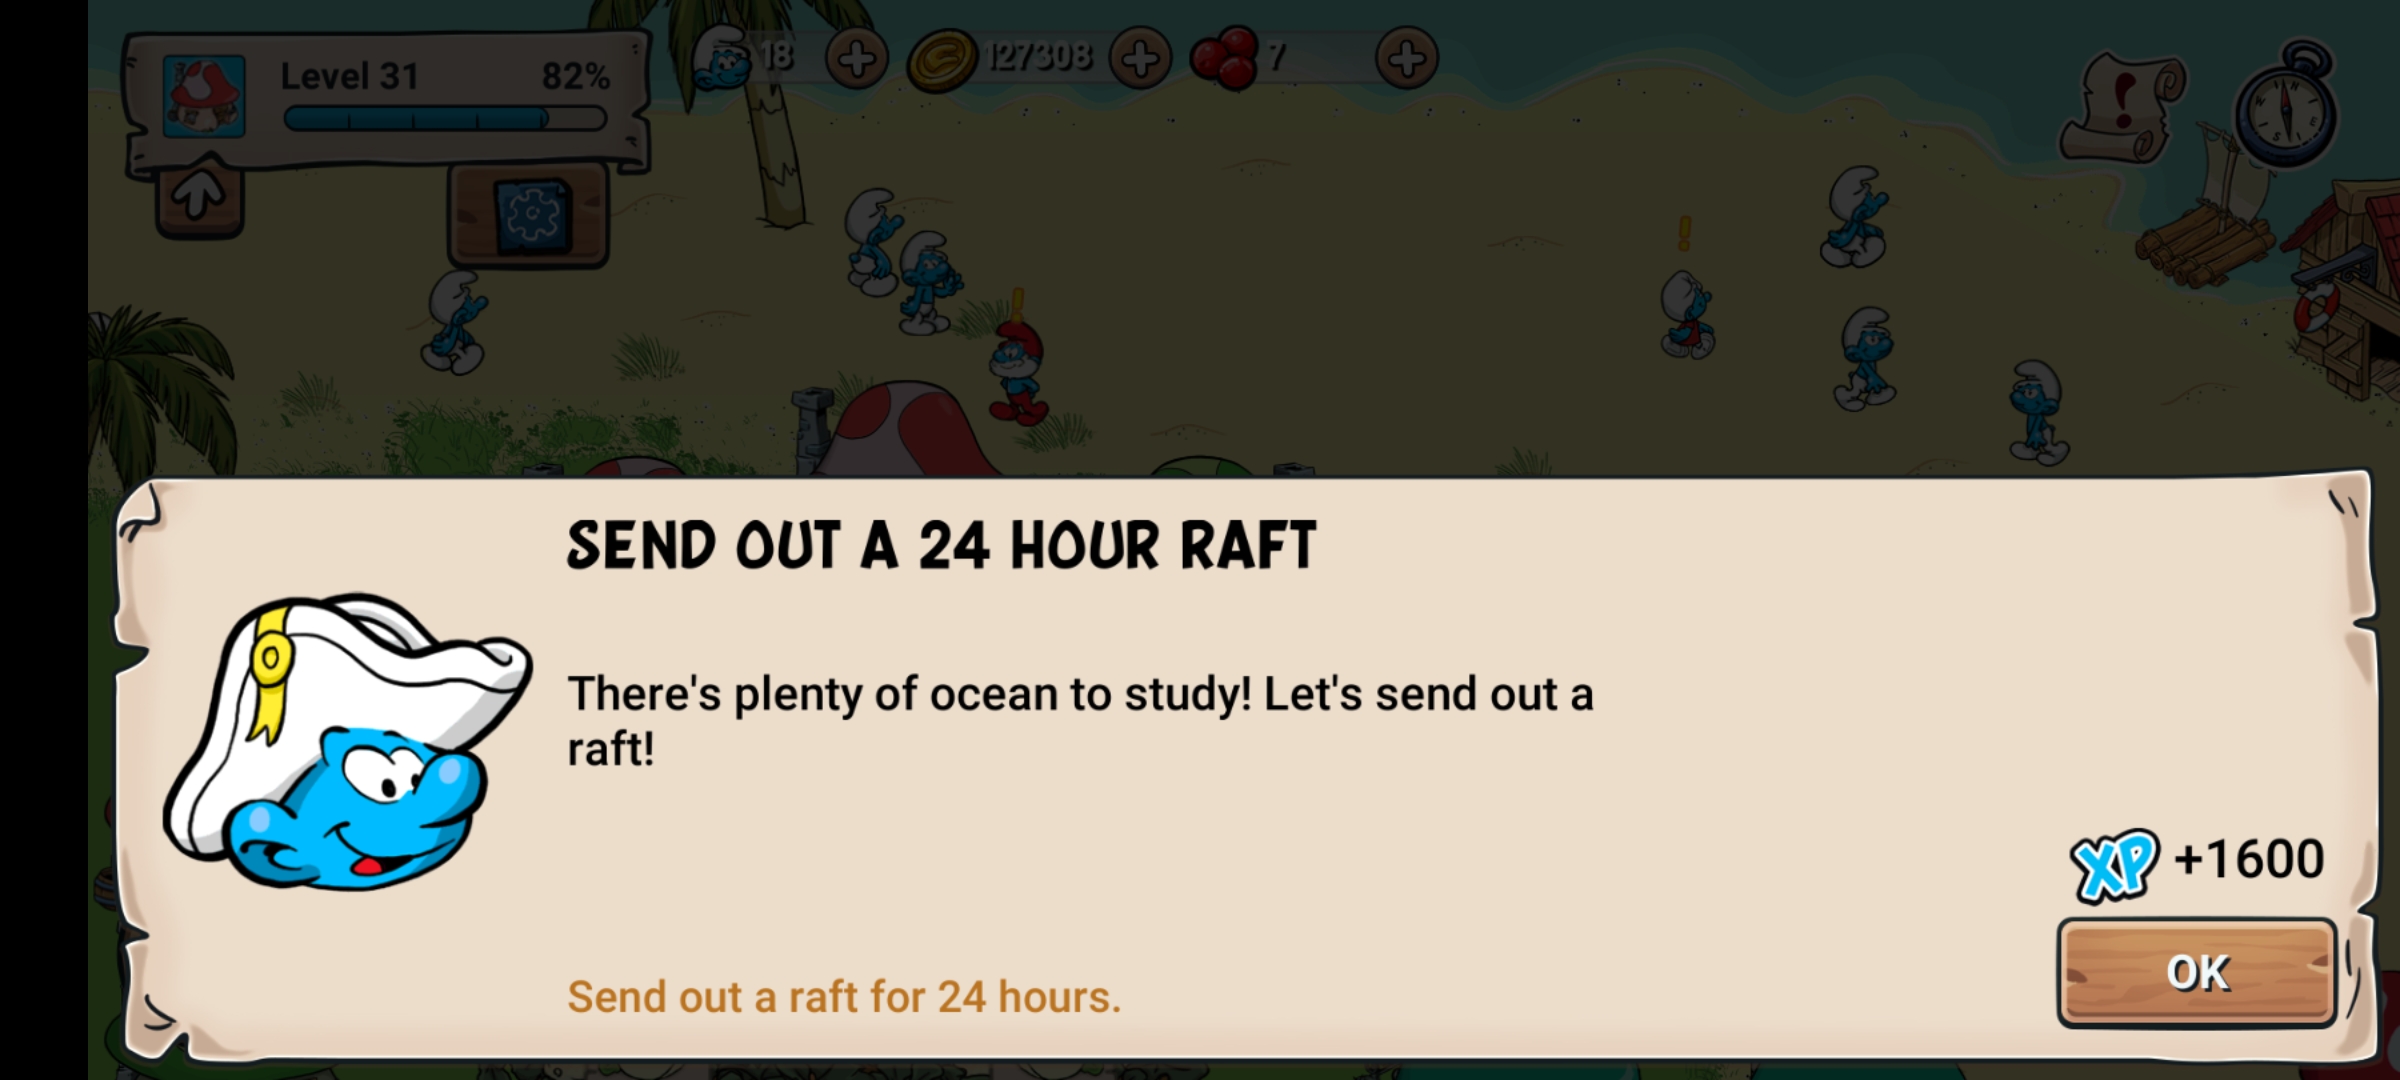 Level 31
82%
18
127308
7
SEND OUT A 24 HOUR RAFT
There's plenty of ocean to study! Let's send out a
raft!
XP +1600
Send out a raft for 24 hours.
OK